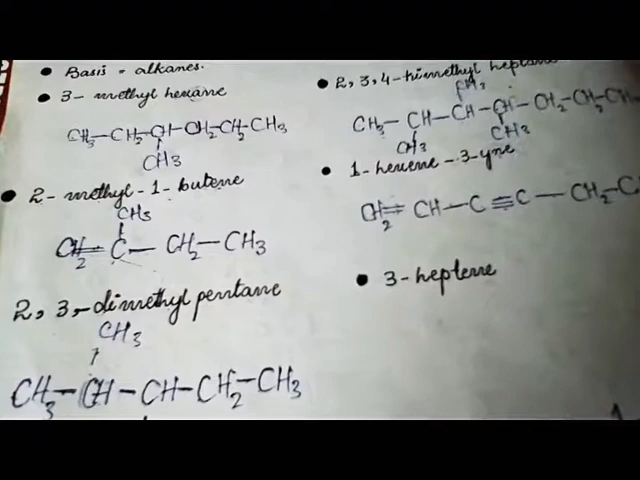 • Basis = alkanes.
• 3- methyl hexane
CH3-CH2-CH-CH2-CH2-CH3
CH3
• 2- methyl-1-butene
CH3
CH2=C-CH2-CH3
2, 3,-dimethyl pentane
CH3
CH3-CH-CH-CH2-CH3
• 2, 3, 4-trimethyl heptane
CH3
CH3-CH-CH-CH-CH2-CH2-CH3
CH3 CH3
• 1-hexene-3-yne
CH2=CH-C≡C-CH2-
• 3-heptene